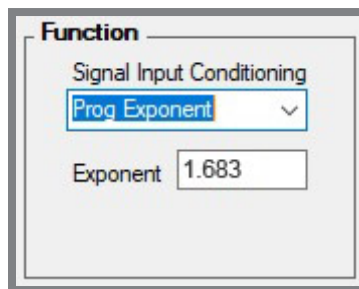 Function
Signal Input Conditioning
Prog Exponent
Exponent 1.683